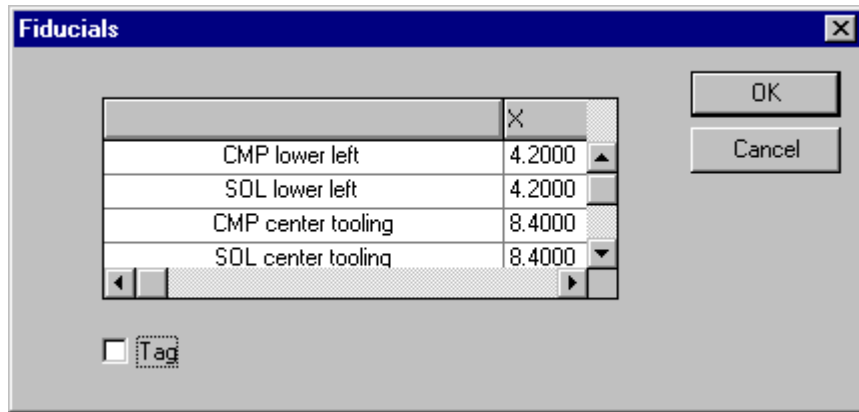 Fiducials
X
OK
CMP lower left 4.2000
Cancel
SOL lower left 4.2000
CMP center tooling 8.4000
SOL center tooling 8.4000
Tag